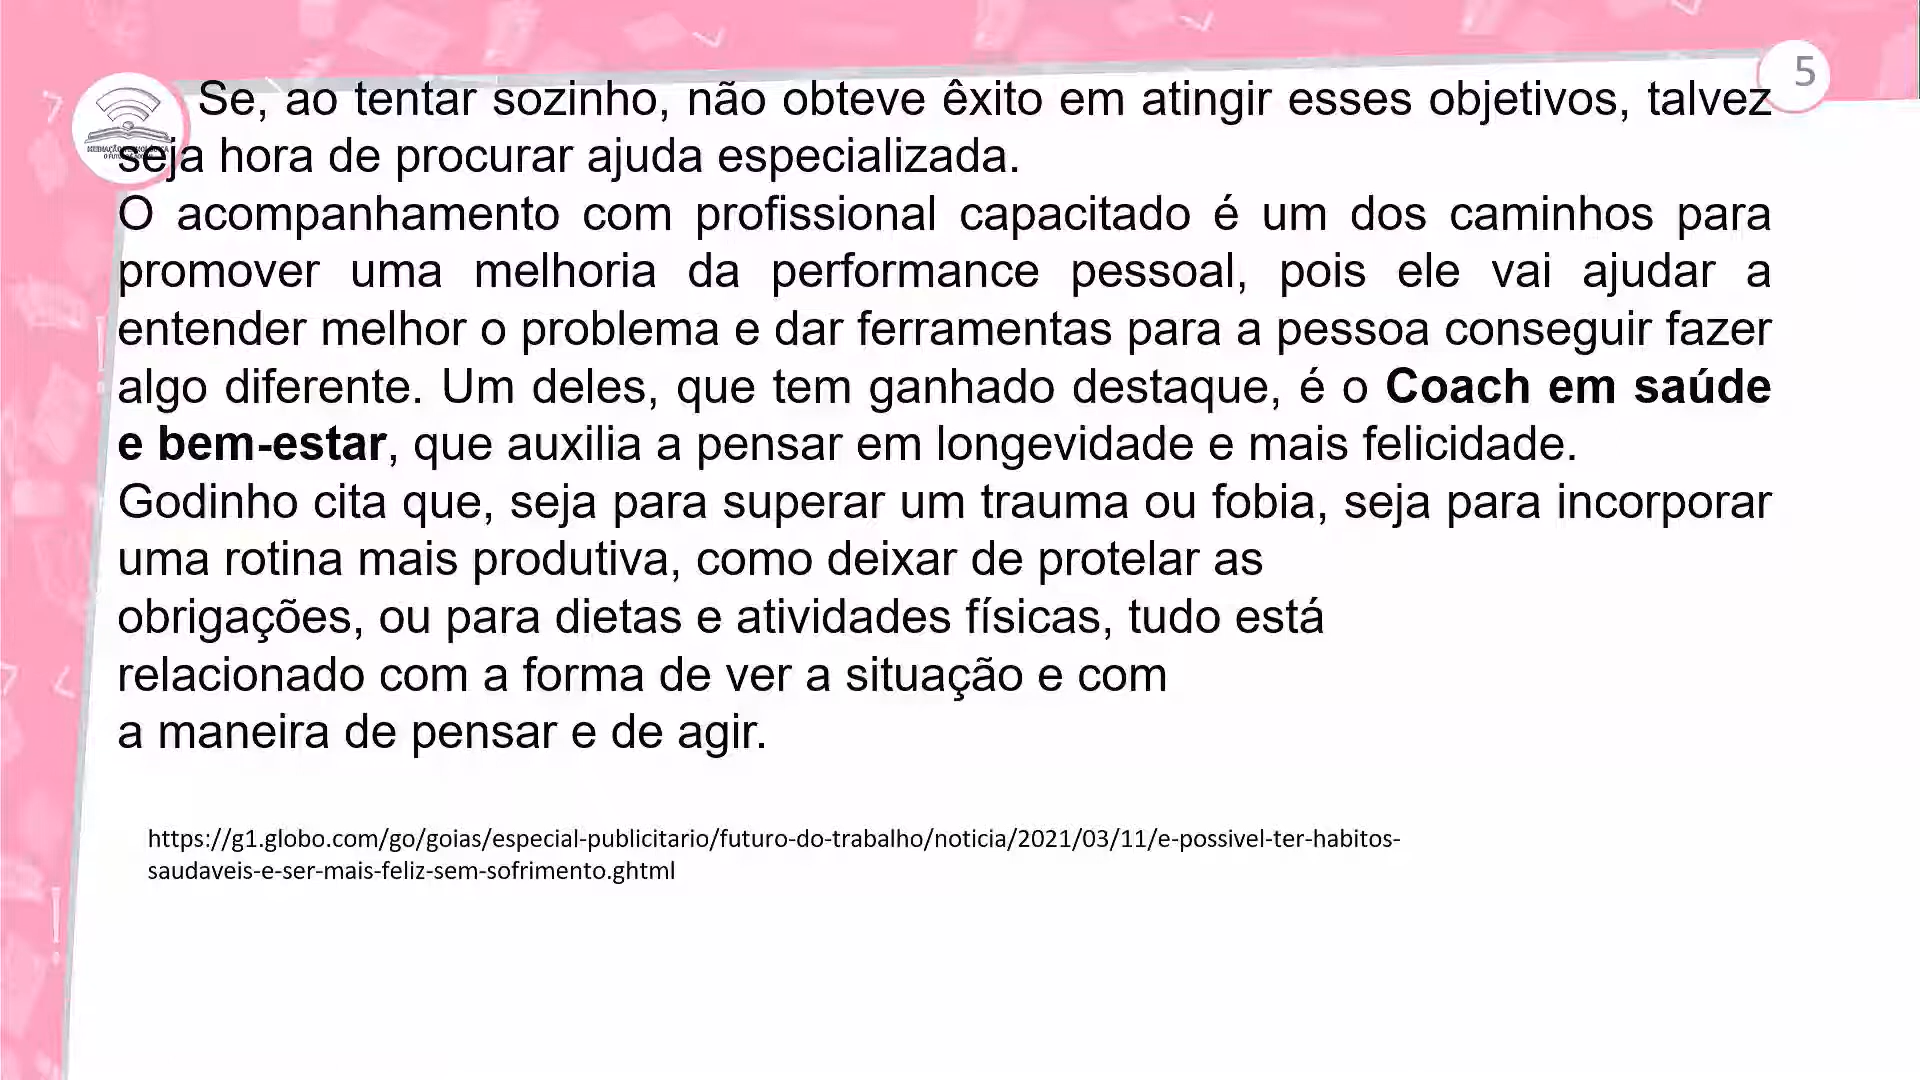 5
Se, ao tentar sozinho, não obteve êxito em atingir esses objetivos, talvez
seja hora de procurar ajuda especializada.
O acompanhamento com profissional capacitado é um dos caminhos para
promover uma melhoria da performance pessoal, pois ele vai ajudar a
entender melhor o problema e dar ferramentas para a pessoa conseguir fazer
algo diferente. Um deles, que tem ganhado destaque, é o Coach em saúde
e bem-estar, que auxilia a pensar em longevidade e mais felicidade.
Godinho cita que, seja para superar um trauma ou fobia, seja para incorporar
uma rotina mais produtiva, como deixar de protelar as
obrigações, ou para dietas e atividades físicas, tudo está
relacionado com a forma de ver a situação e com
a maneira de pensar e de agir.
https://g1.globo.com/go/goias/especial-publicitario/futuro-do-trabalho/noticia/2021/03/11/e-possivel-ter-habitos-
saudaveis-e-ser-mais-feliz-sem-sofrimento.ghtml